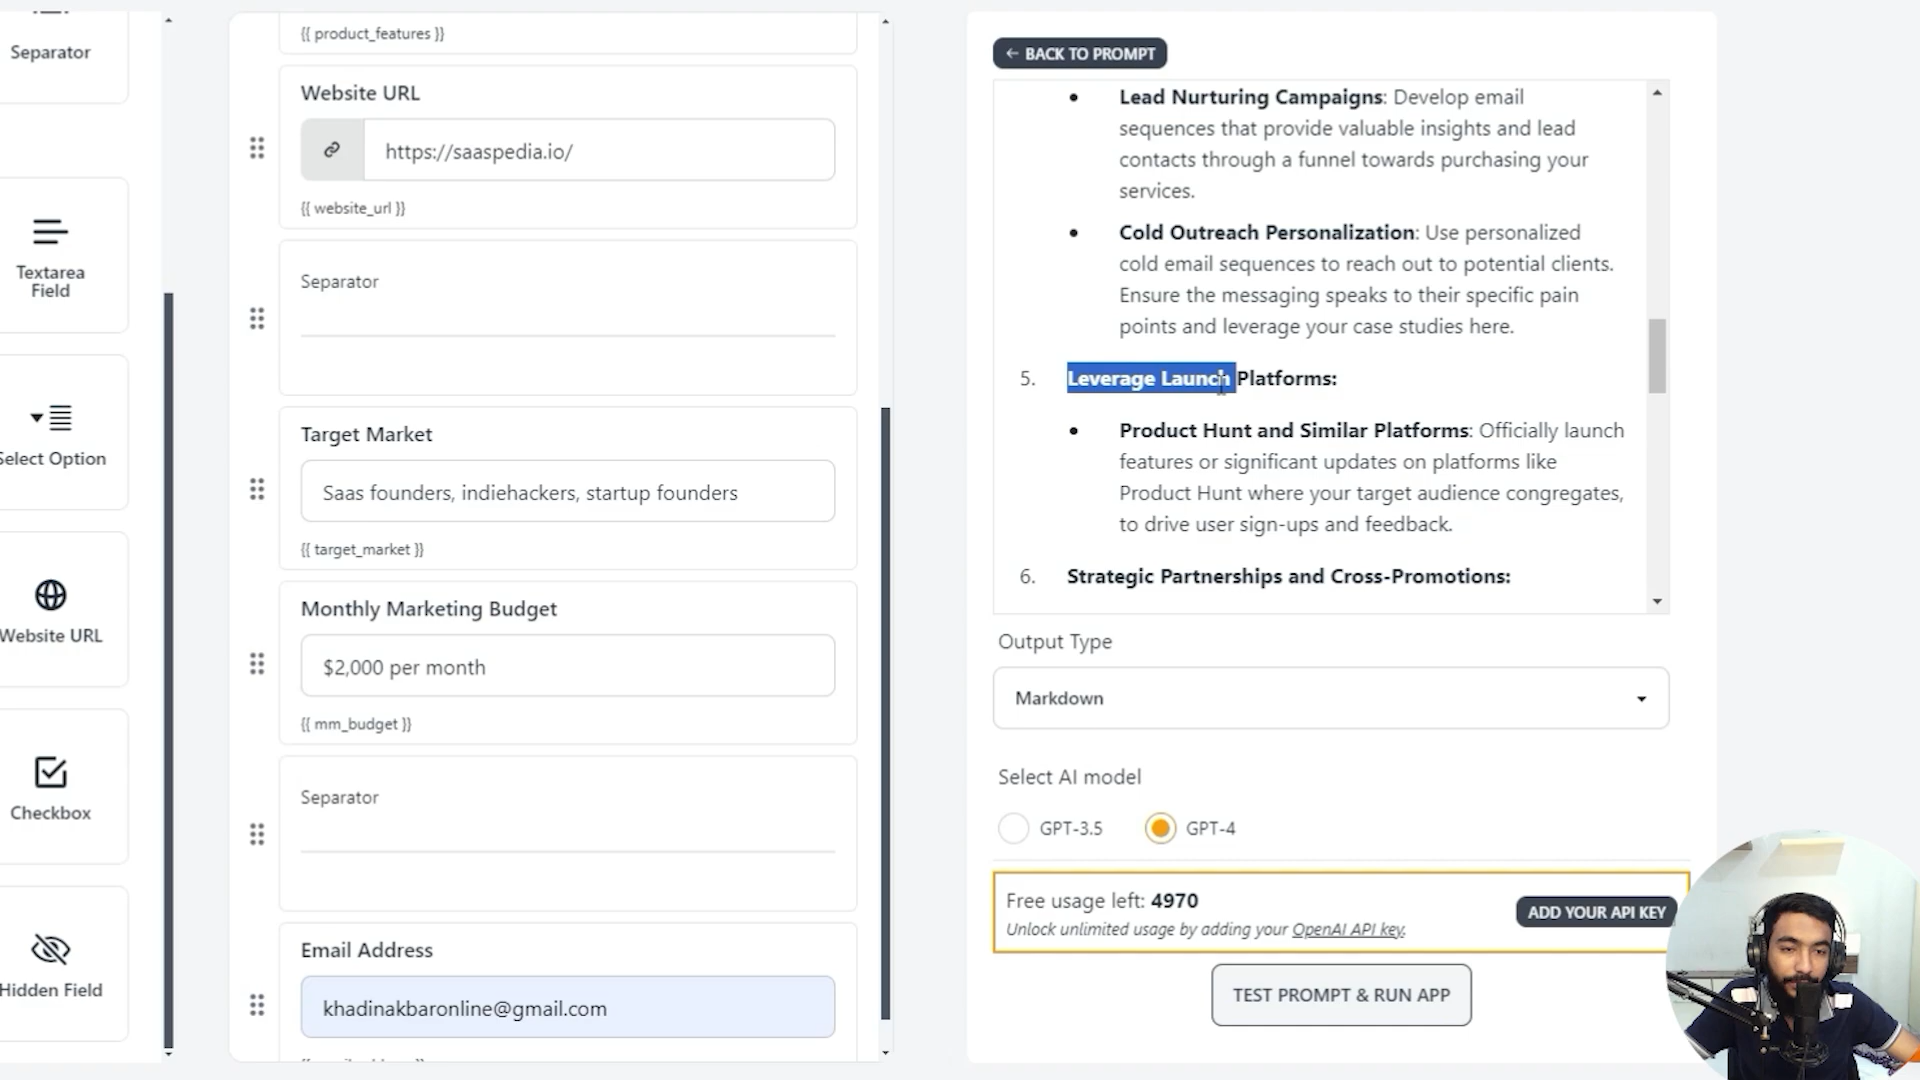 Separator
Textarea
Field
Select Option
Website URL
Checkbox
Hidden Field
{{ product_features }}
Website URL
https://saaspedia.io/
{{ website_url }}
Separator
Target Market
Saas founders, indiehackers, startup founders
{{ target_market }}
Monthly Marketing Budget
$2,000 per month
{{ mm_budget }}
Separator
Email Address
khadinakbaronline@gmail.com
← BACK TO PROMPT
• Lead Nurturing Campaigns: Develop email
sequences that provide valuable insights and lead
contacts through a funnel towards purchasing your
services.
• Cold Outreach Personalization: Use personalized
cold email sequences to reach out to potential clients.
Ensure the messaging speaks to their specific pain
points and leverage your case studies here.
5. Leverage Launch Platforms:
• Product Hunt and Similar Platforms: Officially launch
features or significant updates on platforms like
Product Hunt where your target audience congregates,
to drive user sign-ups and feedback.
6. Strategic Partnerships and Cross-Promotions:
Output Type
Markdown
Select AI model
GPT-3.5
GPT-4
Free usage left: 4970
Unlock unlimited usage by adding your OpenAI API key.
ADD YOUR API KEY
TEST PROMPT & RUN APP